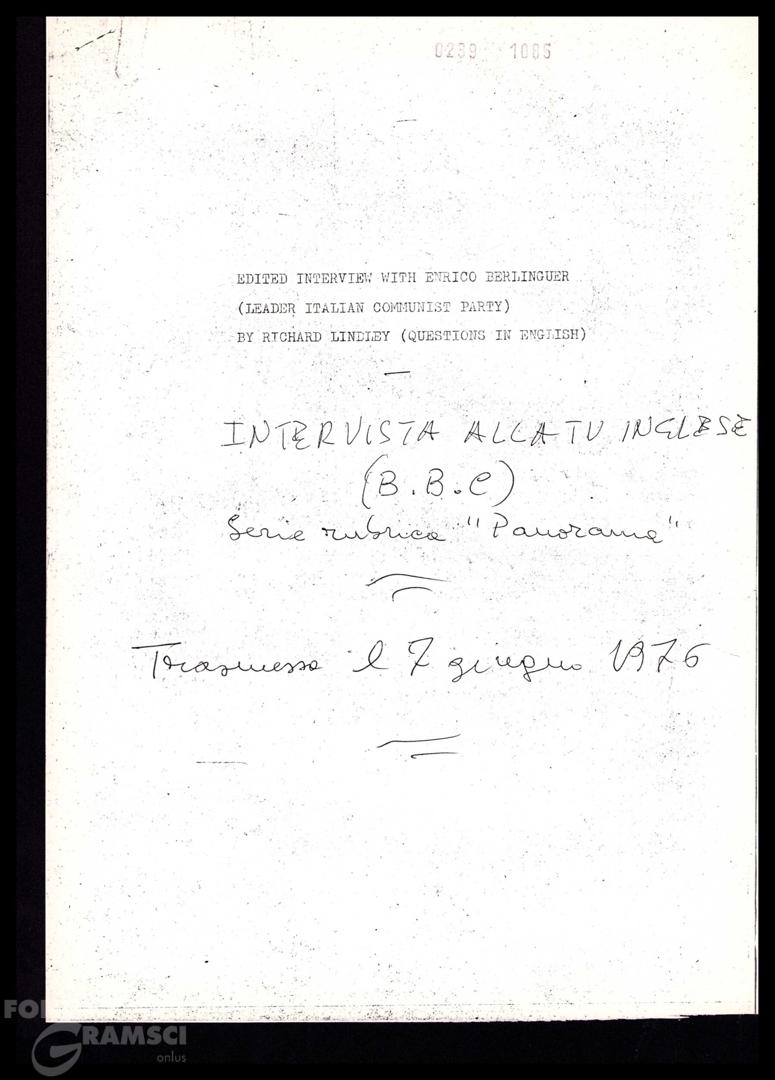 0239 1085
EDITED INTERVIEW WITH ENRICO BERLINGUER
(LEADER ITALIAN COMMUNIST PARTY)
BY RICHARD LINDLEY (QUESTIONS IN ENGLISH)
INTERVISTA ALLA TV INGLESE
(B.B.C)
Serie rubrica "Panorama"
Trasmessa il 7 giugno 1976
FO
GRAMSCI
onlus